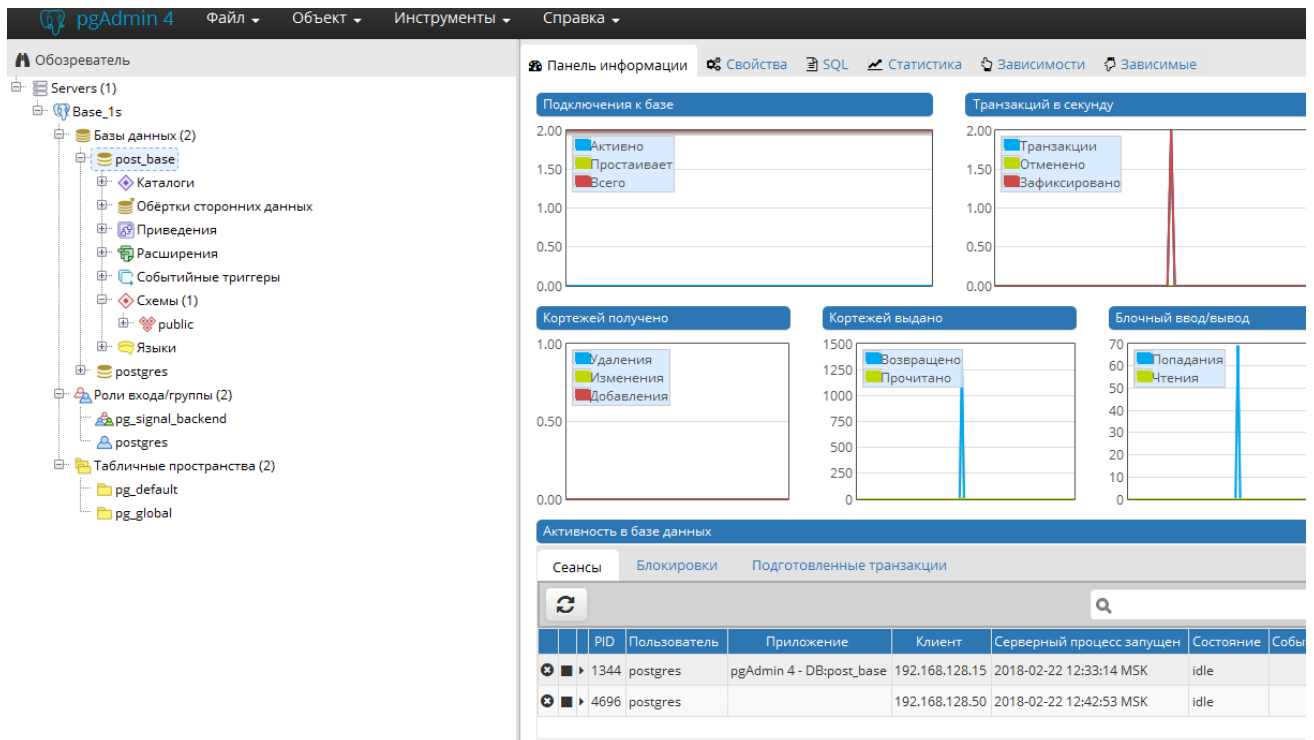 pgAdmin 4 Файл Объект Инструменты Справка
Обозреватель
Servers (1)
Base_1s
Базы данных (2)
post_base
Каталоги
Обёртки сторонних данных
Приведения
Расширения
Событийные триггеры
Схемы (1)
public
Языки
postgres
Роли входа/группы (2)
pg_signal_backend
postgres
Табличные пространства (2)
pg_default
pg_global
Панель информации Свойства SQL Статистика Зависимости Зависимые
Подключения к базе
2.00
1.50
1.00
0.50
0.00
Активно
Простаивает
Всего
Транзакций в секунду
2.00
1.50
1.00
0.50
0.00
Транзакции
Отменено
Зафиксировано
Кортежей получено
1.00
0.50
0.00
Удаления
Изменения
Добавления
Кортежей выдано
1500
1250
1000
750
500
250
0
Возвращено
Прочитано
Блочный ввод/вывод
70
60
50
40
30
20
10
0
Попадания
Чтения
Активность в базе данных
Сеансы Блокировки Подготовленные транзакции
PID Пользователь Приложение Клиент Серверный процесс запущен Состояние Собы
1344 postgres pgAdmin 4 - DB:post_base 192.168.128.15 2018-02-22 12:33:14 MSK idle
4696 postgres 192.168.128.50 2018-02-22 12:42:53 MSK idle